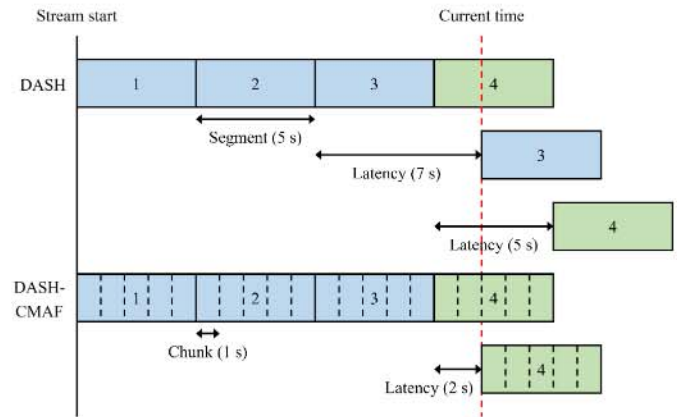 Stream start
Current time
DASH
1
2
3
4
Segment (5 s)
Latency (7 s)
3
Latency (5 s)
4
DASH-
CMAF
1
2
3
4
Chunk (1 s)
Latency (2 s)
4